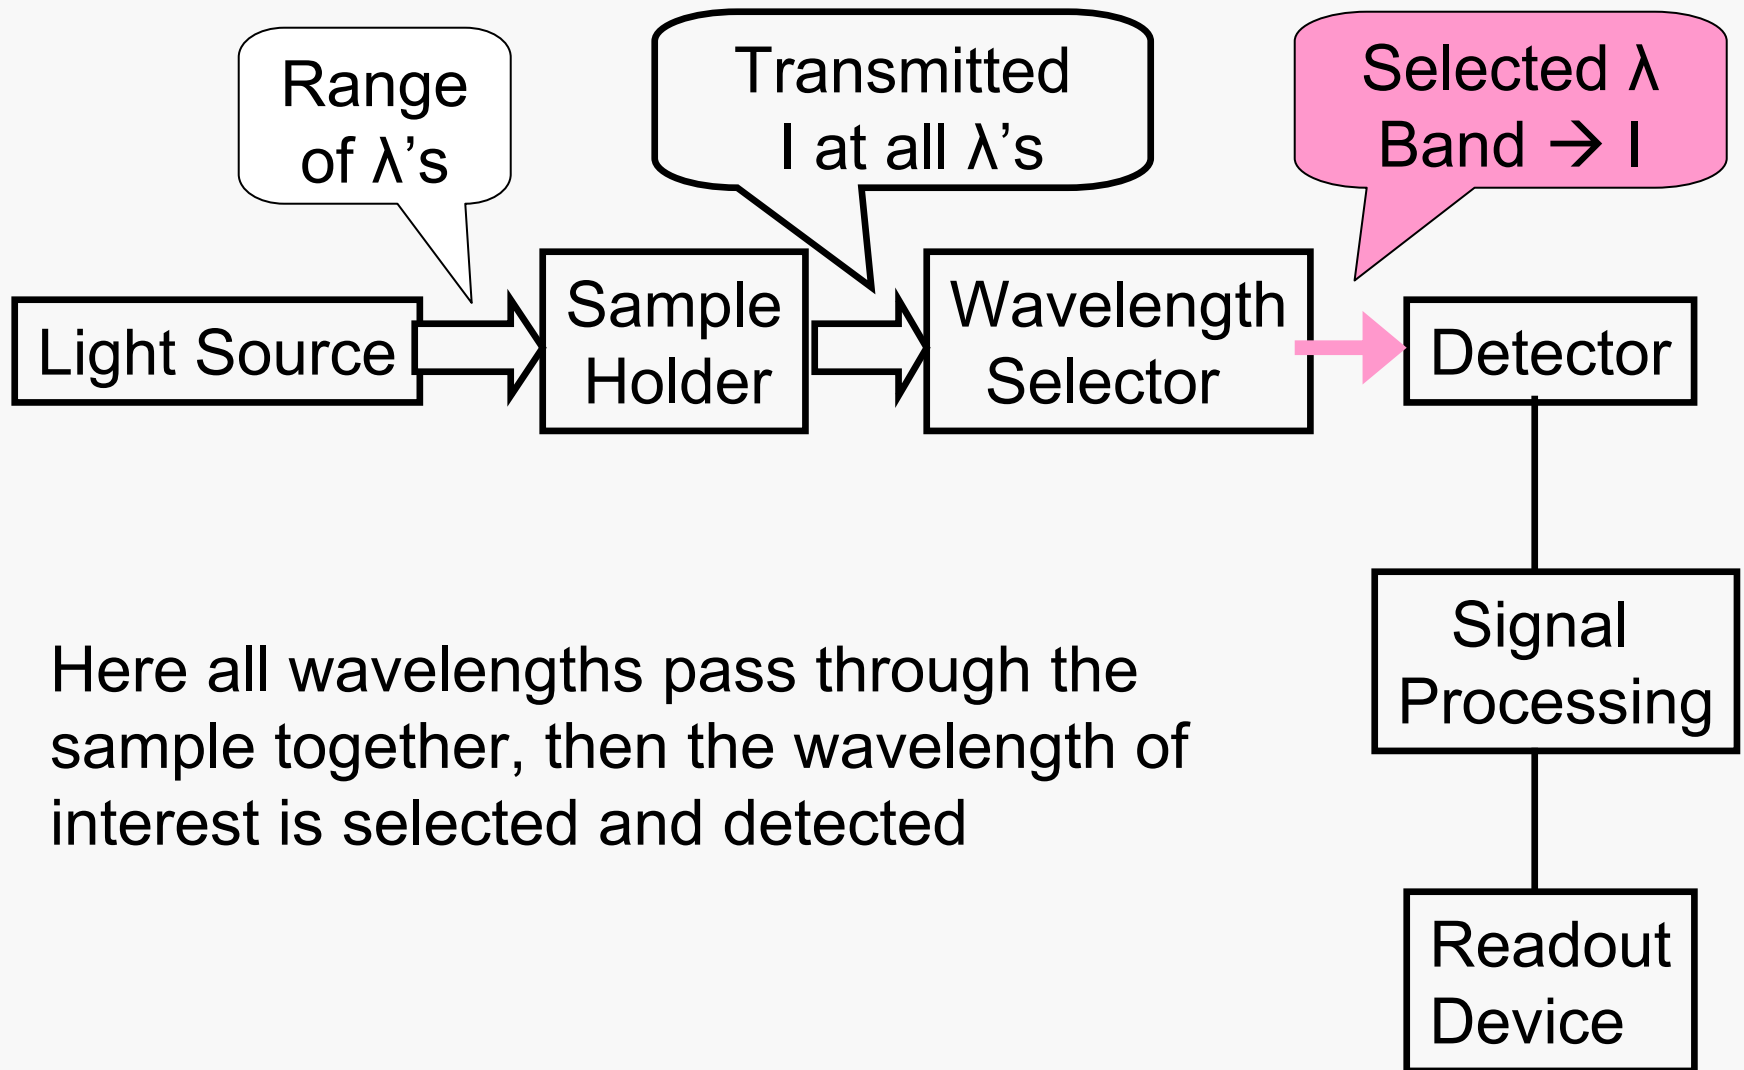 Range
of λ's
Transmitted
I at all λ's
Selected λ
Band → I
Light Source
Sample
Holder
Wavelength
Selector
Detector
Signal
Processing
Here all wavelengths pass through the
sample together, then the wavelength of
interest is selected and detected
Readout
Device